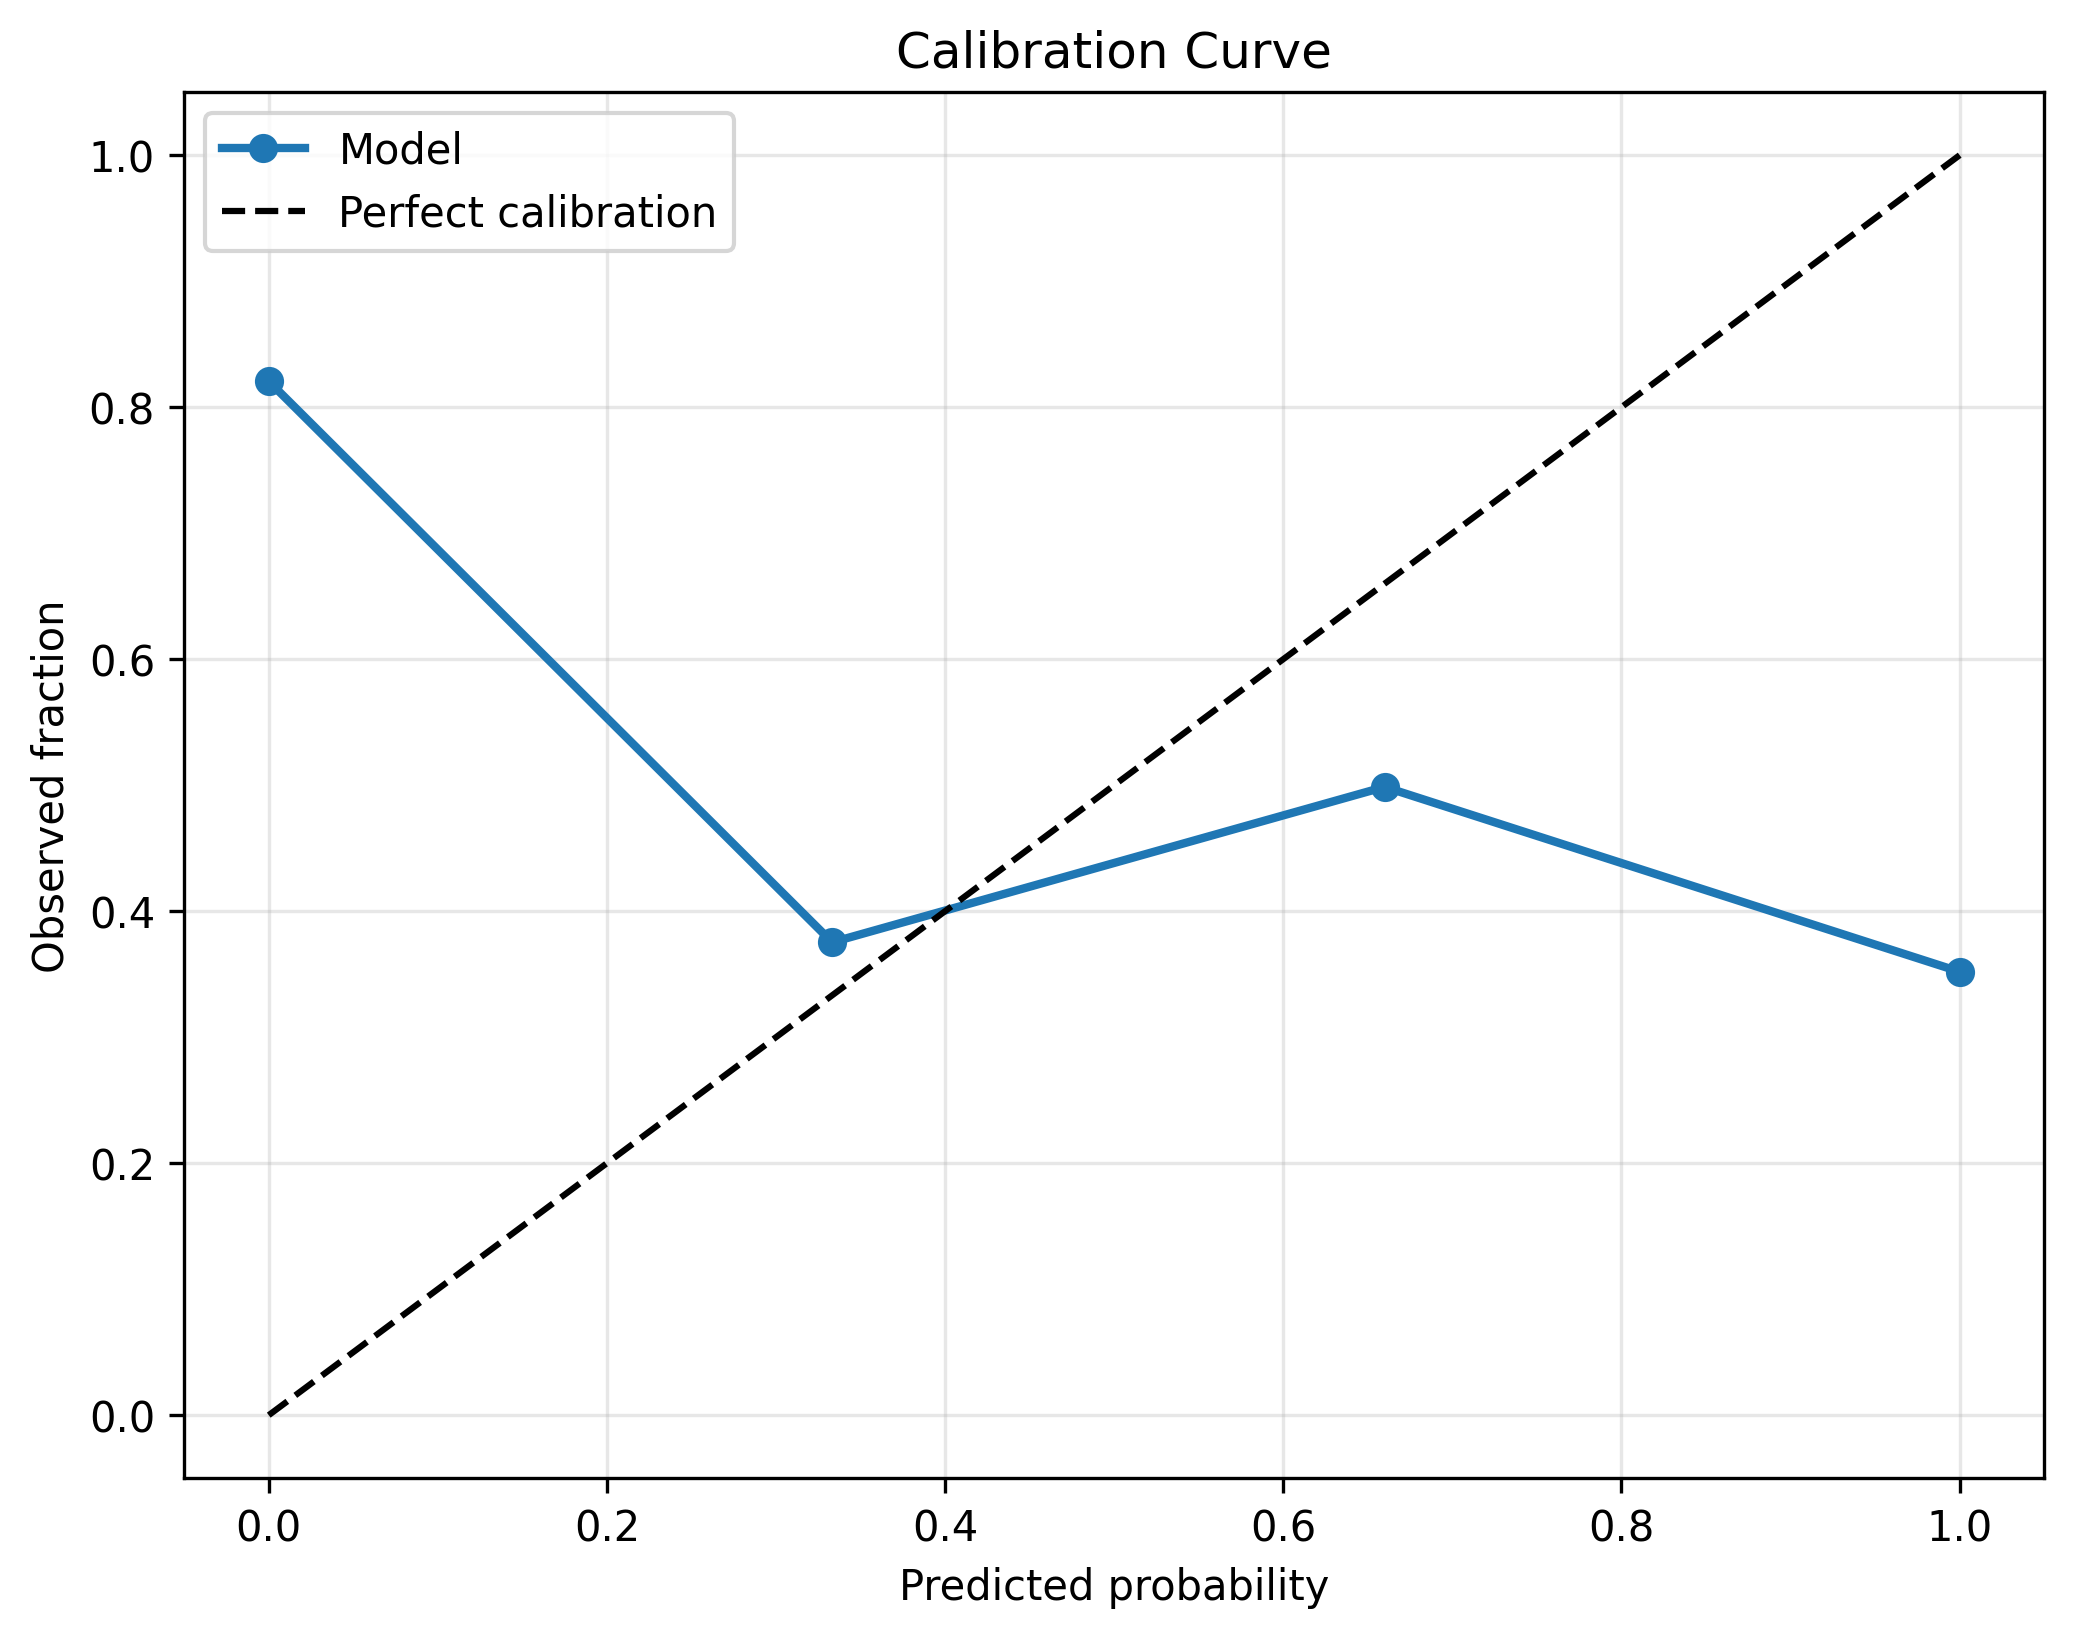 Calibration Curve
Model
Perfect calibration
Observed fraction
1.0
0.8
0.6
0.4
0.2
0.0
0.0 0.2 0.4 0.6 0.8 1.0
Predicted probability